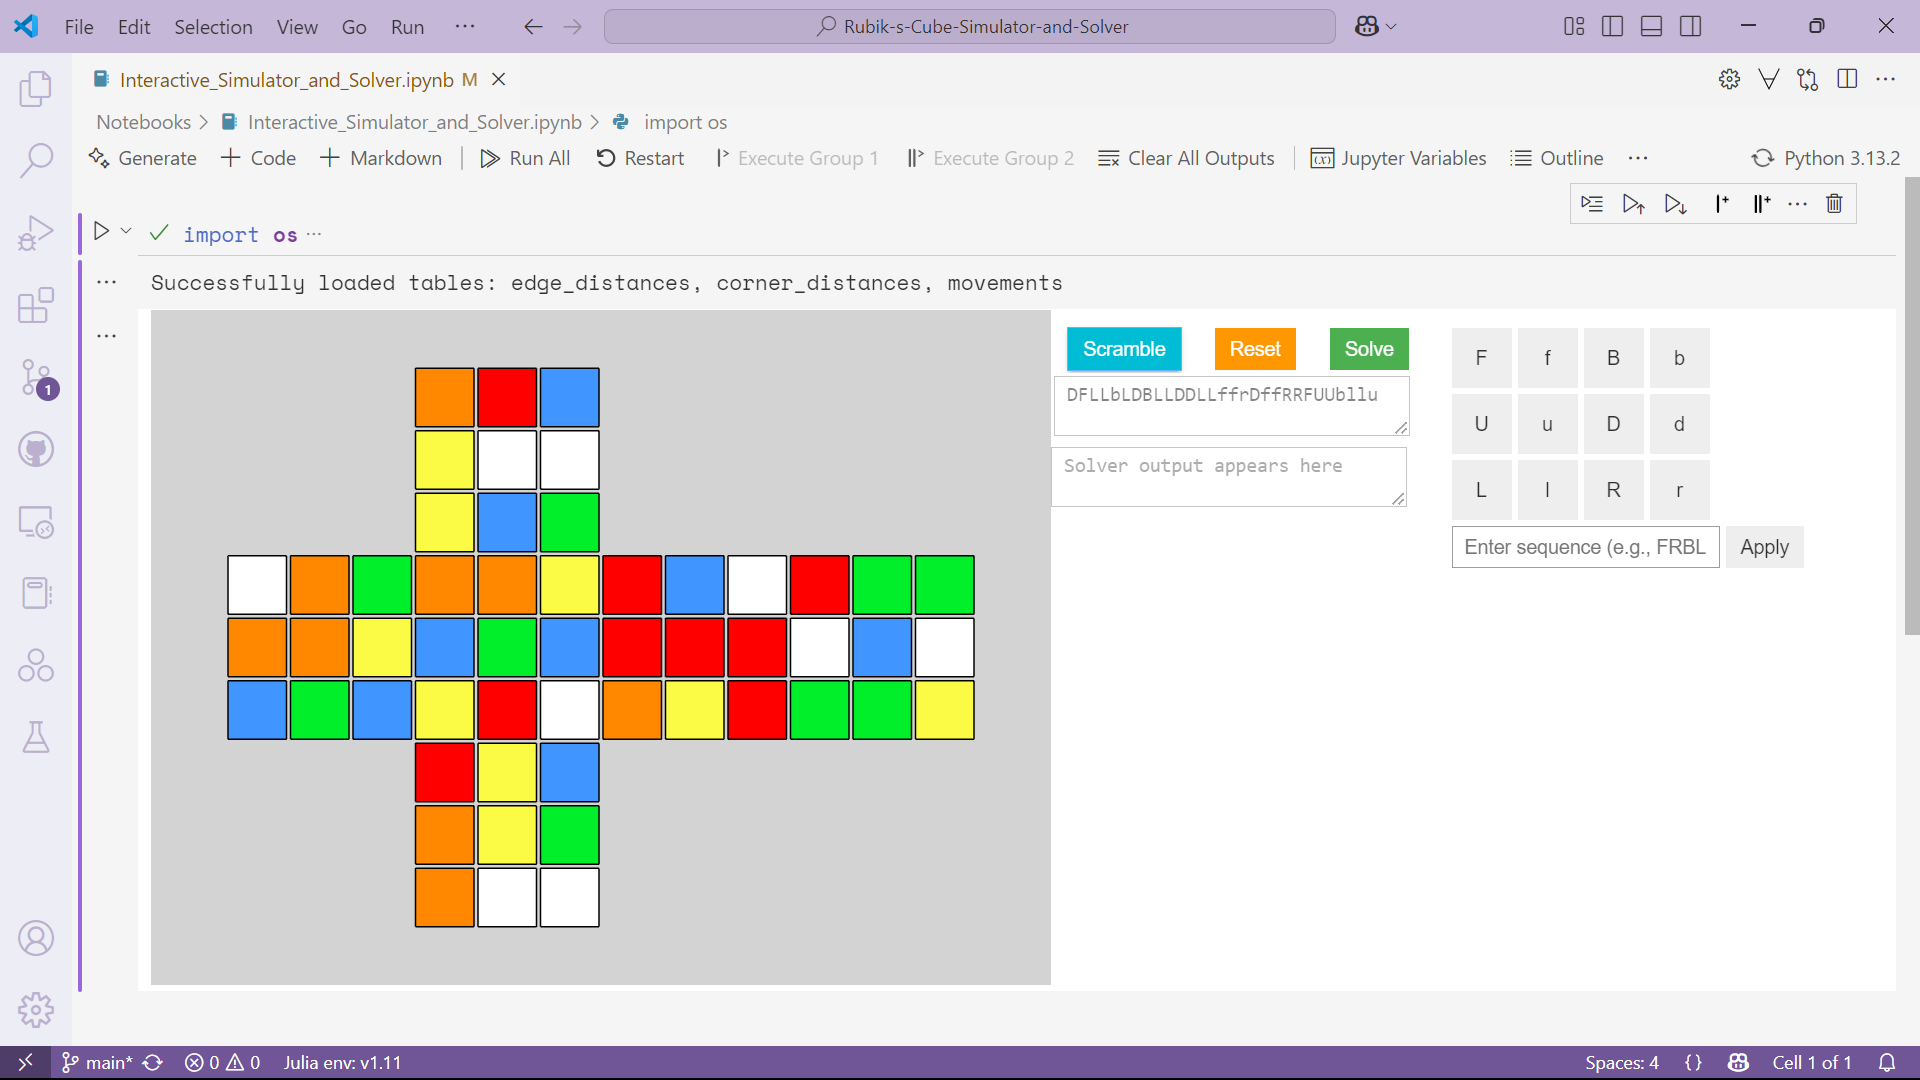 File Edit Selection View Go Run ··· Rubik-s-Cube-Simulator-and-Solver
Interactive_Simulator_and_Solver.ipynb M
Notebooks > Interactive_Simulator_and_Solver.ipynb > import os
Generate + Code + Markdown Run All Restart Execute Group 1 Execute Group 2 Clear All Outputs Jupyter Variables Outline ··· Python 3.13.2
import os ···
Successfully loaded tables: edge_distances, corner_distances, movements
Scramble Reset Solve
DFLLbLDBLLDDLLffrDffRRFUUbllu
Solver output appears here
F f B b
U u D d
L l R r
Enter sequence (e.g., FRBL Apply
1
main* 0 0 Julia env: v1.11 Spaces: 4 {} Cell 1 of 1